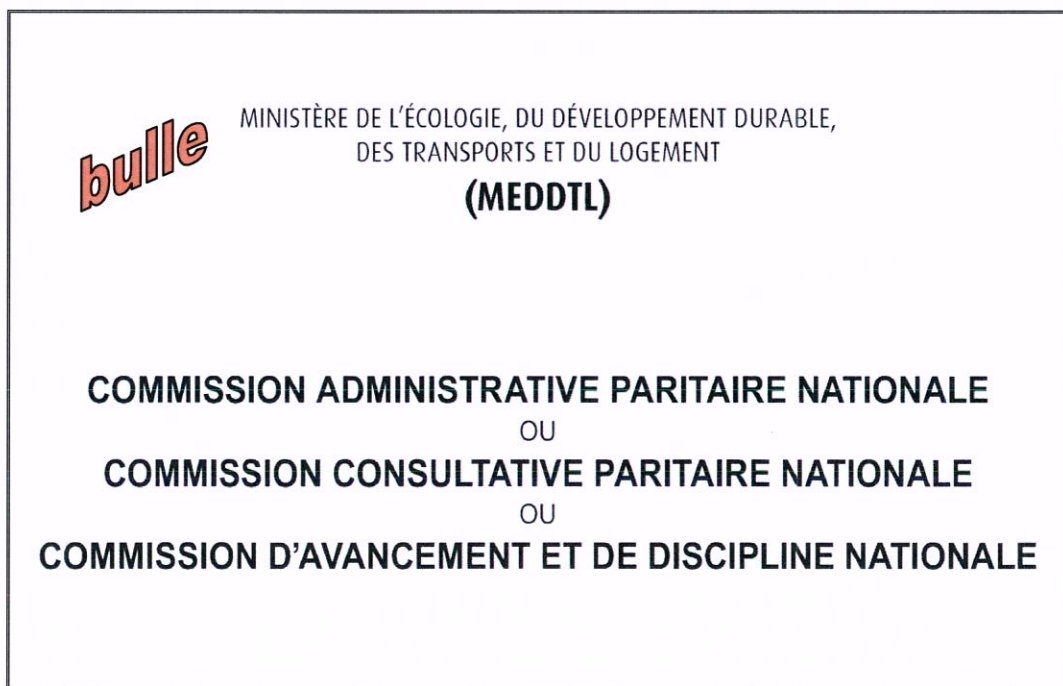 bulle
MINISTÈRE DE L'ÉCOLOGIE, DU DÉVELOPPEMENT DURABLE,
DES TRANSPORTS ET DU LOGEMENT
(MEDDTL)
COMMISSION ADMINISTRATIVE PARITAIRE NATIONALE
OU
COMMISSION CONSULTATIVE PARITAIRE NATIONALE
OU
COMMISSION D'AVANCEMENT ET DE DISCIPLINE NATIONALE